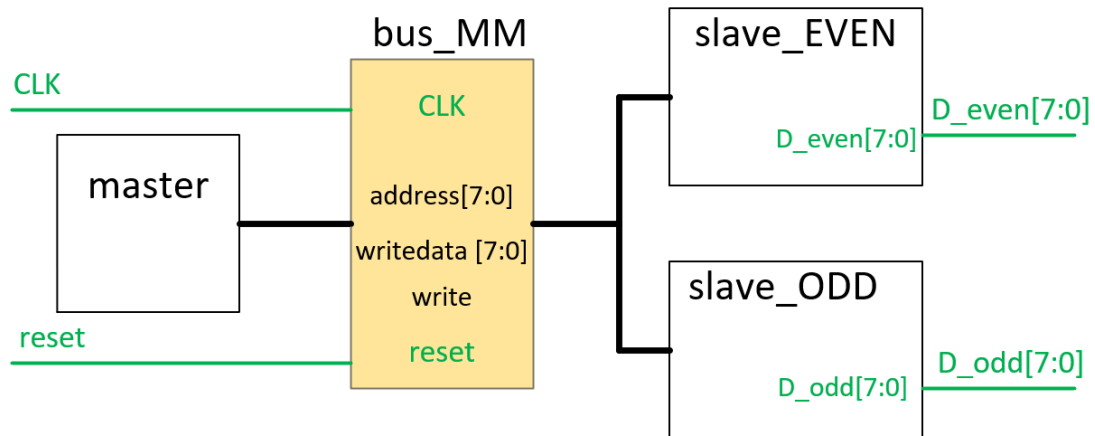 bus_MM
slave_EVEN
CLK
CLK
D_even[7:0]
D_even[7:0]
master
address[7:0]
writedata [7:0]
write
slave_ODD
reset
reset
D_odd[7:0]
D_odd[7:0]